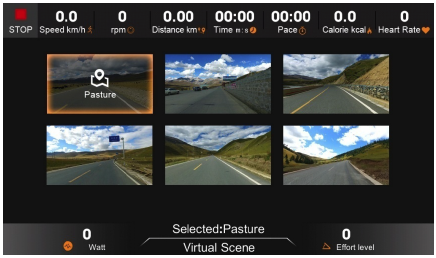 STOP
0.0
Speed km/h
0
rpm
0.00
Distance km
00:00
Time m:s
00:00
Pace
0.0
Calorie kcal
0
Heart Rate
Pasture
0
Watt
Selected:Pasture
Virtual Scene
0
Effort level